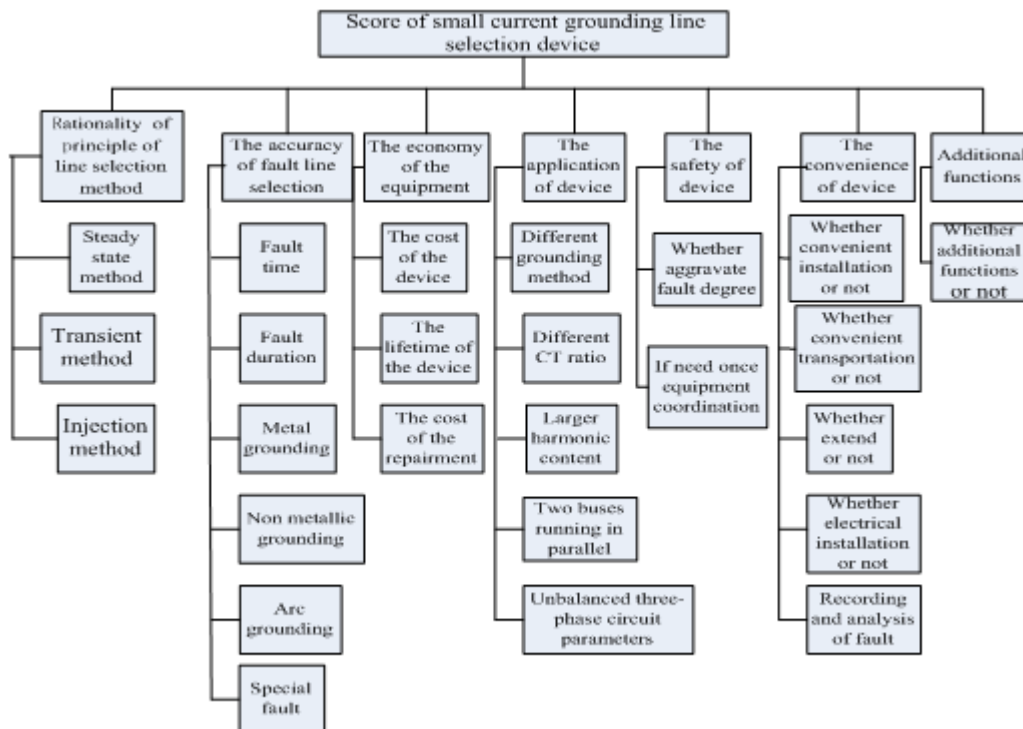 Score of small current grounding line
selection device
Rationality of
principle of
line selection
method
Steady
state
method
Transient
method
Injection
method
The accuracy
of fault line
selection
Fault
time
Fault
duration
Metal
grounding
Non metallic
grounding
Arc
grounding
Special
fault
The economy
of the
equipment
The cost
of the
device
The
lifetime of
the device
The cost
of the
repairment
The
application
of device
Different
grounding
method
Different
CT ratio
Larger
harmonic
content
Two buses
running in
parallel
Unbalanced three-
phase circuit
parameters
The
safety of
device
Whether
aggravate
fault degree
If need once
equipment
coordination
The
convenience
of device
Whether
convenient
installation
or not
Whether
convenient
transportation
or not
Whether
extend or
not
Whether
electrical
installation
or not
Recording
and analysis
of fault
Additional
functions
Whether
additional
functions
or not